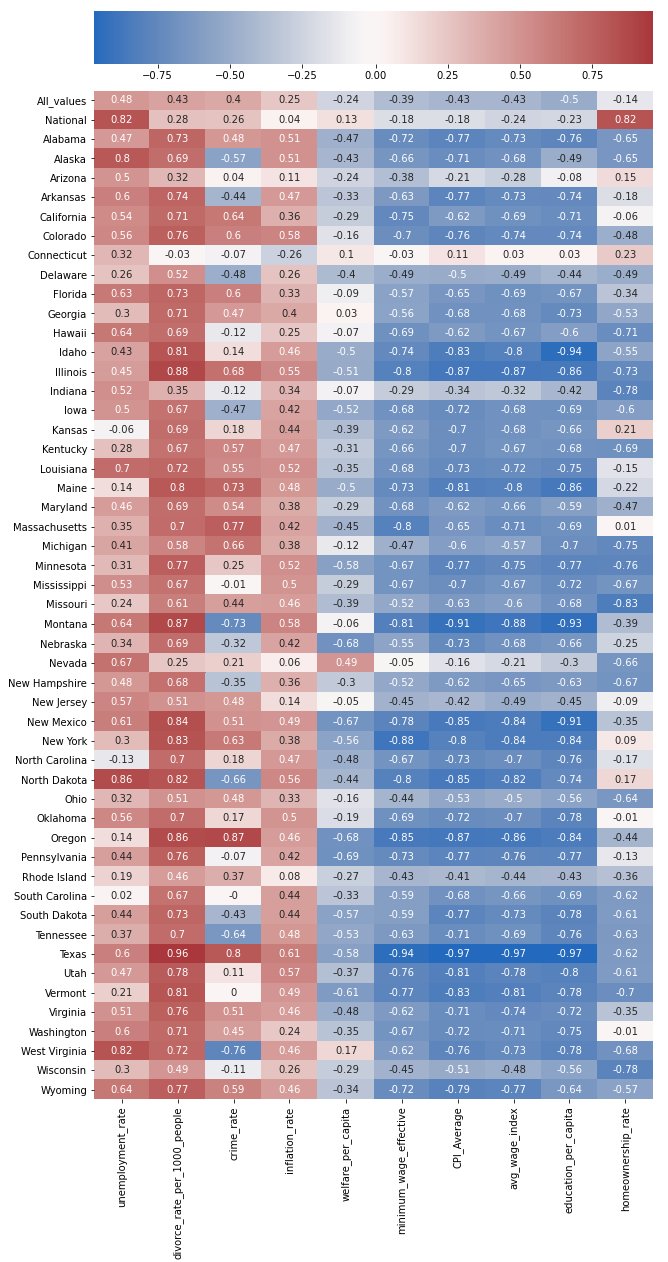 −0.75 −0.50 −0.25 0.00 0.25 0.50 0.75
All_values 0.48 0.43 0.4 0.25 -0.24 -0.39 -0.43 -0.43 -0.5 -0.14
National 0.82 0.28 0.26 0.04 0.13 -0.18 -0.18 -0.24 -0.23 0.82
Alabama 0.47 0.73 0.48 0.51 -0.47 -0.72 -0.77 -0.73 -0.76 -0.65
Alaska 0.8 0.69 -0.57 0.51 -0.43 -0.66 -0.71 -0.68 -0.49 -0.65
Arizona 0.5 0.32 0.04 0.11 -0.24 -0.38 -0.21 -0.28 -0.08 0.15
Arkansas 0.6 0.74 -0.44 0.47 -0.33 -0.63 -0.77 -0.73 -0.74 -0.18
California 0.54 0.71 0.64 0.36 -0.29 -0.75 -0.62 -0.69 -0.71 -0.06
Colorado 0.56 0.76 0.6 0.58 -0.16 -0.7 -0.76 -0.74 -0.74 -0.48
Connecticut 0.32 -0.03 -0.07 -0.26 0.1 -0.03 0.11 0.03 0.03 0.23
Delaware 0.26 0.52 -0.48 0.26 -0.4 -0.49 -0.5 -0.49 -0.44 -0.49
Florida 0.63 0.73 0.6 0.33 -0.09 -0.57 -0.65 -0.69 -0.67 -0.34
Georgia 0.3 0.71 0.47 0.4 0.03 -0.56 -0.68 -0.68 -0.73 -0.53
Hawaii 0.64 0.69 -0.12 0.25 -0.07 -0.69 -0.62 -0.67 -0.6 -0.71
Idaho 0.43 0.81 0.14 0.46 -0.5 -0.74 -0.83 -0.8 -0.94 -0.55
Illinois 0.45 0.88 0.68 0.55 -0.51 -0.8 -0.87 -0.87 -0.86 -0.73
Indiana 0.52 0.35 -0.12 0.34 -0.07 -0.29 -0.34 -0.32 -0.42 -0.78
Iowa 0.5 0.67 -0.47 0.42 -0.52 -0.68 -0.72 -0.68 -0.69 -0.6
Kansas -0.06 0.69 0.18 0.44 -0.39 -0.62 -0.7 -0.68 -0.68 0.21
Kentucky 0.28 0.67 0.57 0.47 -0.31 -0.66 -0.7 -0.67 -0.68 -0.69
Louisiana 0.7 0.72 0.55 0.52 -0.35 -0.68 -0.73 -0.72 -0.75 -0.15
Maine 0.14 0.8 0.73 0.48 -0.5 -0.73 -0.81 -0.8 -0.86 -0.22
Maryland 0.46 0.69 0.54 0.38 -0.29 -0.68 -0.62 -0.66 -0.59 -0.47
Massachusetts 0.35 0.7 0.77 0.42 -0.45 -0.8 -0.65 -0.71 -0.69 0.01
Michigan 0.41 0.58 0.66 0.38 -0.12 -0.47 -0.6 -0.57 -0.7 -0.75
Minnesota 0.31 0.77 0.25 0.52 -0.58 -0.67 -0.77 -0.75 -0.77 -0.76
Mississippi 0.53 0.67 -0.01 0.5 -0.29 -0.67 -0.7 -0.67 -0.72 -0.67
Missouri 0.24 0.61 0.44 0.46 -0.39 -0.52 -0.63 -0.6 -0.68 -0.83
Montana 0.64 0.87 -0.73 0.58 -0.06 -0.81 -0.91 -0.88 -0.93 -0.39
Nebraska 0.34 0.69 -0.32 0.42 -0.68 -0.55 -0.73 -0.68 -0.66 -0.25
Nevada 0.67 0.25 0.21 0.06 0.49 -0.05 -0.16 -0.21 -0.3 -0.66
New Hampshire 0.48 0.68 -0.35 0.36 -0.3 -0.52 -0.62 -0.65 -0.63 -0.67
New Jersey 0.57 0.51 0.48 0.14 -0.05 -0.45 -0.42 -0.49 -0.45 -0.09
New Mexico 0.61 0.84 0.51 0.49 -0.67 -0.78 -0.85 -0.84 -0.91 -0.35
New York 0.3 0.83 0.63 0.38 -0.56 -0.88 -0.8 -0.84 -0.84 0.09
North Carolina -0.13 0.7 0.18 0.47 -0.48 -0.67 -0.73 -0.7 -0.76 -0.17
North Dakota 0.86 0.82 -0.66 0.56 -0.44 -0.8 -0.85 -0.82 -0.74 0.17
Ohio 0.32 0.51 0.48 0.33 -0.16 -0.44 -0.53 -0.5 -0.56 -0.64
Oklahoma 0.56 0.7 0.17 0.5 -0.19 -0.69 -0.72 -0.7 -0.78 -0.01
Oregon 0.14 0.86 0.87 0.46 -0.68 -0.85 -0.87 -0.86 -0.84 -0.44
Pennsylvania 0.44 0.76 -0.07 0.42 -0.69 -0.73 -0.77 -0.76 -0.77 -0.13
Rhode Island 0.19 0.46 0.37 0.08 -0.27 -0.43 -0.41 -0.44 -0.43 -0.36
South Carolina 0.02 0.67 -0 0.44 -0.33 -0.59 -0.68 -0.66 -0.69 -0.62
South Dakota 0.44 0.73 -0.43 0.44 -0.57 -0.59 -0.77 -0.73 -0.78 -0.61
Tennessee 0.37 0.7 -0.64 0.48 -0.53 -0.63 -0.71 -0.69 -0.76 -0.63
Texas 0.6 0.96 0.8 0.61 -0.58 -0.94 -0.97 -0.97 -0.97 -0.62
Utah 0.47 0.78 0.11 0.57 -0.37 -0.76 -0.81 -0.78 -0.8 -0.61
Vermont 0.21 0.81 0 0.49 -0.61 -0.77 -0.83 -0.81 -0.78 -0.7
Virginia 0.51 0.76 0.51 0.46 -0.48 -0.62 -0.71 -0.74 -0.72 -0.35
Washington 0.6 0.71 0.45 0.24 -0.35 -0.67 -0.72 -0.71 -0.75 -0.01
West Virginia 0.82 0.72 -0.76 0.46 0.17 -0.62 -0.76 -0.73 -0.78 -0.68
Wisconsin 0.3 0.49 -0.11 0.26 -0.29 -0.45 -0.51 -0.48 -0.56 -0.78
Wyoming 0.64 0.77 0.59 0.46 -0.34 -0.72 -0.79 -0.77 -0.64 -0.57
unemployment_rate
divorce_rate_per_1000_people
crime_rate
inflation_rate
welfare_per_capita
minimum_wage_effective
CPI_Average
avg_wage_index
education_per_capita
homeownership_rate